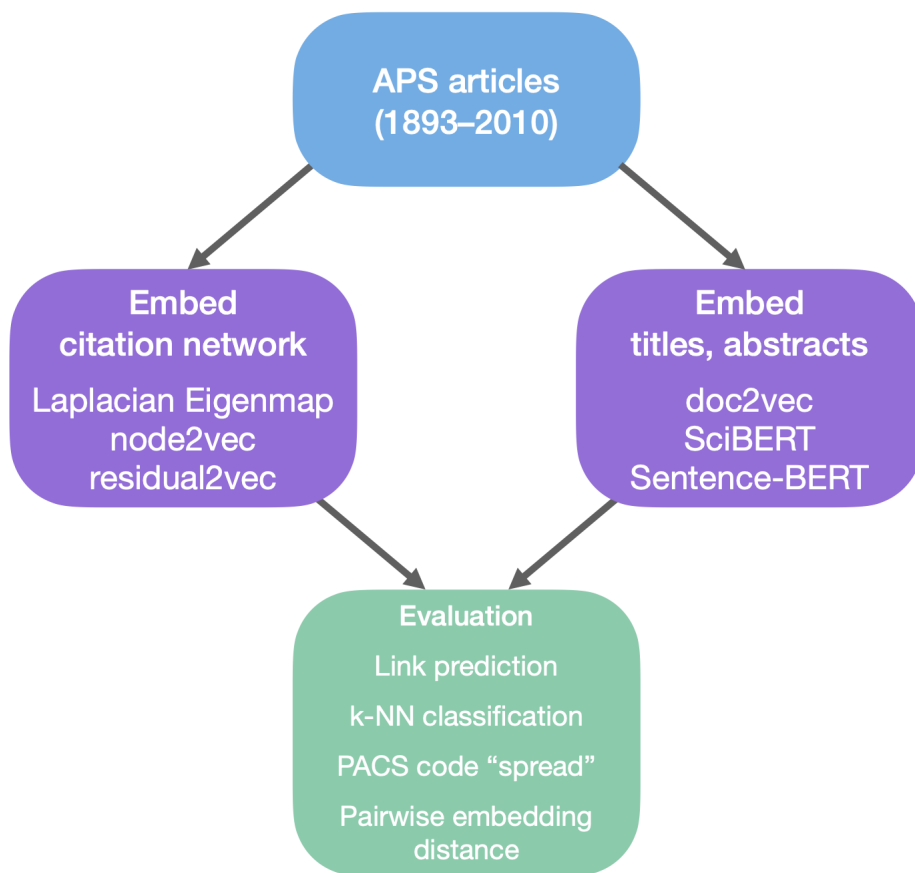 APS articles
(1893–2010)
Embed
citation network
Laplacian Eigenmap
node2vec
residual2vec
Embed
titles, abstracts
doc2vec
SciBERT
Sentence-BERT
Evaluation
Link prediction
k-NN classification
PACS code “spread”
Pairwise embedding
distance